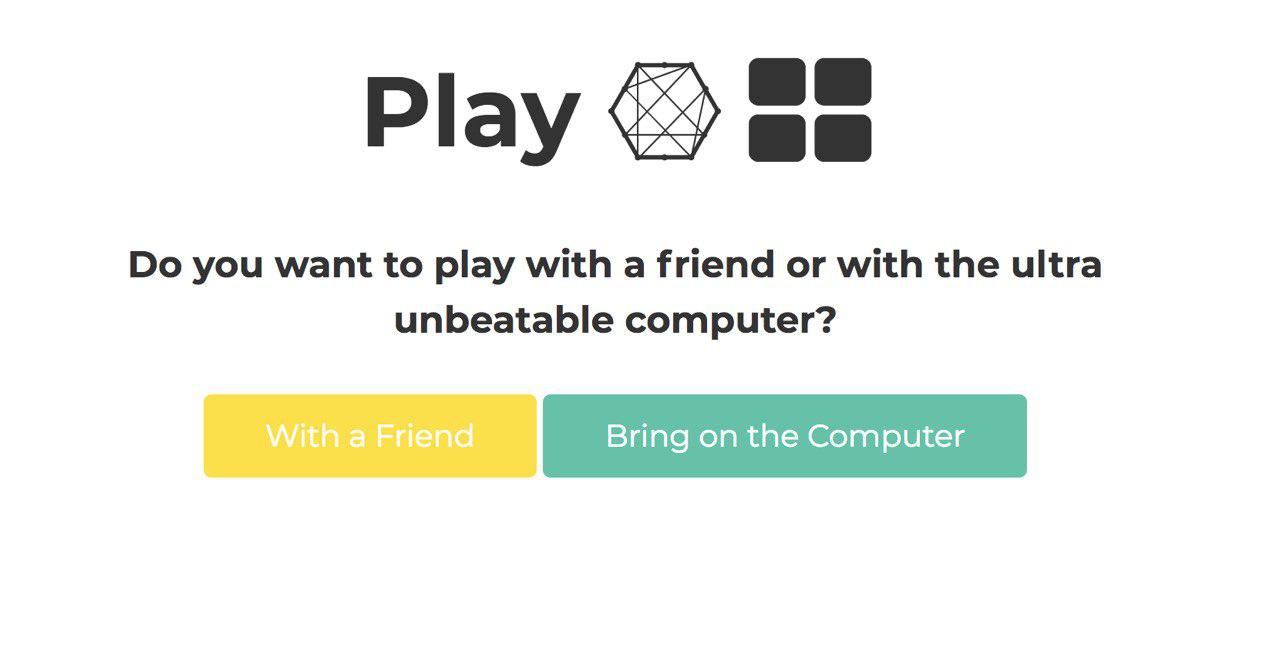 Play
Do you want to play with a friend or with the ultra
unbeatable computer?
With a Friend
Bring on the Computer